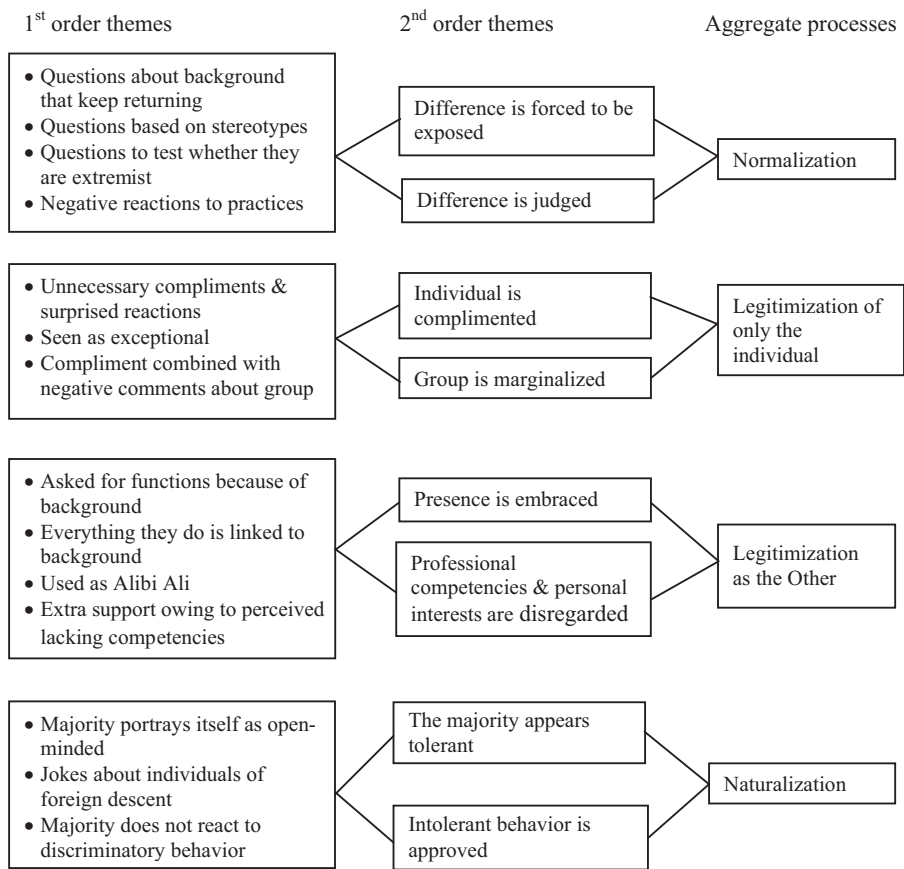 1st order themes
2nd order themes
Aggregate processes
• Questions about background
that keep returning
• Questions based on stereotypes
• Questions to test whether they
are extremist
• Negative reactions to practices
Difference is forced to be
exposed
Difference is judged
Normalization
• Unnecessary compliments &
surprised reactions
• Seen as exceptional
• Compliment combined with
negative comments about group
Individual is
complimented
Group is marginalized
Legitimization of
only the
individual
• Asked for functions because of
background
• Everything they do is linked to
background
• Used as Alibi Ali
• Extra support owing to perceived
lacking competencies
Presence is embraced
Professional
competencies & personal
interests are disregarded
Legitimization
as the Other
• Majority portrays itself as open-
minded
• Jokes about individuals of
foreign descent
• Majority does not react to
discriminatory behavior
The majority appears
tolerant
Intolerant behavior is
approved
Naturalization